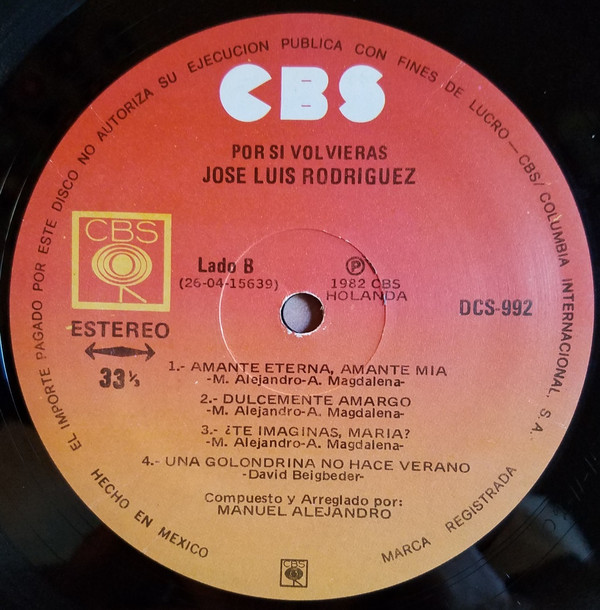 EL IMPORTE PAGADO POR ESTE DISCO NO AUTORIZA SU EJECUCION PUBLICA CON FINES DE LUCRO — CBS/COLUMBIA INTERNACIONAL, S.A.
CBS
POR SI VOLVIERAS
JOSE LUIS RODRIGUEZ
CBS
Lado B
(26-04-15639)
℗
1982 CBS
HOLANDA
DCS-992
ESTEREO
33⅓
1.- AMANTE ETERNA, AMANTE MIA
-M. Alejandro-A. Magdalena-
2.- DULCEMENTE AMARGO
-M. Alejandro-A. Magdalena-
3.- ¿TE IMAGINAS, MARIA?
-M. Alejandro-A. Magdalena-
4.- UNA GOLONDRINA NO HACE VERANO
-David Beigbeder-
Compuesto y Arreglado por:
MANUEL ALEJANDRO
HECHO EN MEXICO
MARCA REGISTRADA
CBS